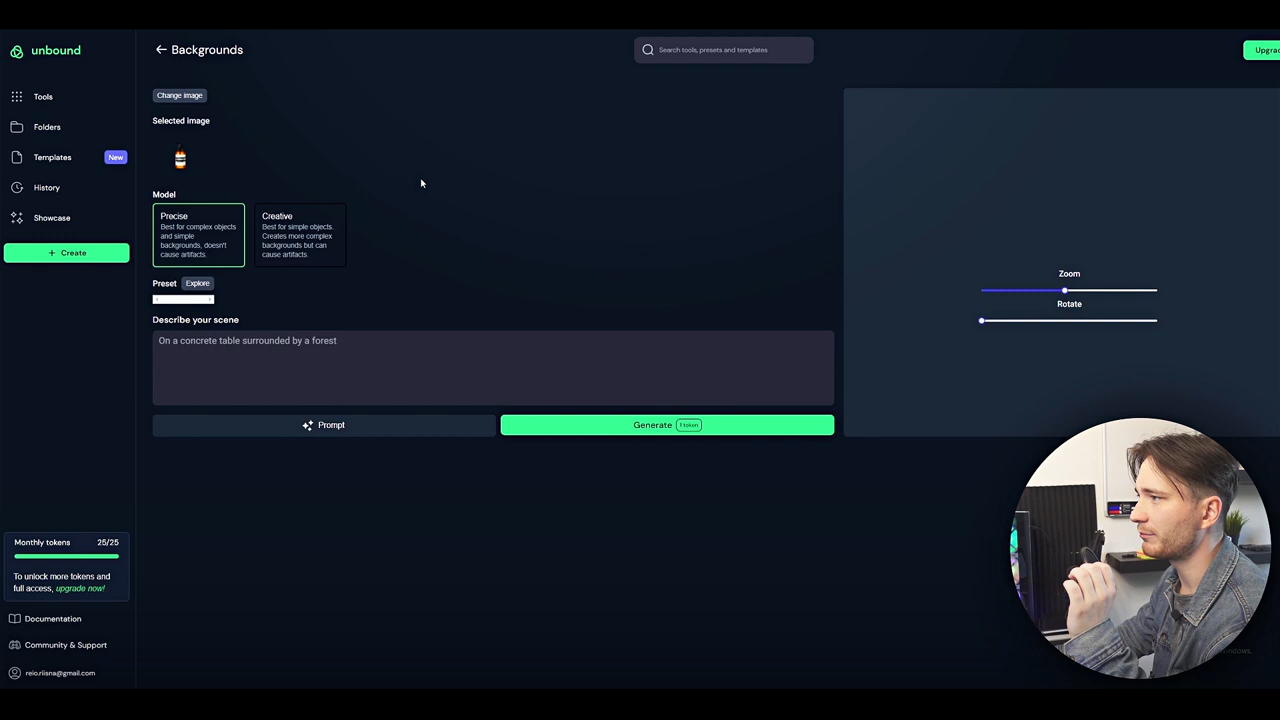 unbound
Backgrounds
Search tools, presets and templates
Tools
Folders
Templates
New
History
Showcase
+ Create
Change image
Selected image
Model
Precise
Best for complex objects
and simple
backgrounds, doesn't
cause artifacts.
Creative
Best for simple objects.
Creates more complex
backgrounds but can
cause artifacts.
Preset
Explore
Describe your scene
On a concrete table surrounded by a forest
Prompt
Generate
1 token
Zoom
Rotate
Monthly tokens
25/25
To unlock more tokens and
full access, upgrade now!
Documentation
Community & Support
reio.riisna@gmail.com